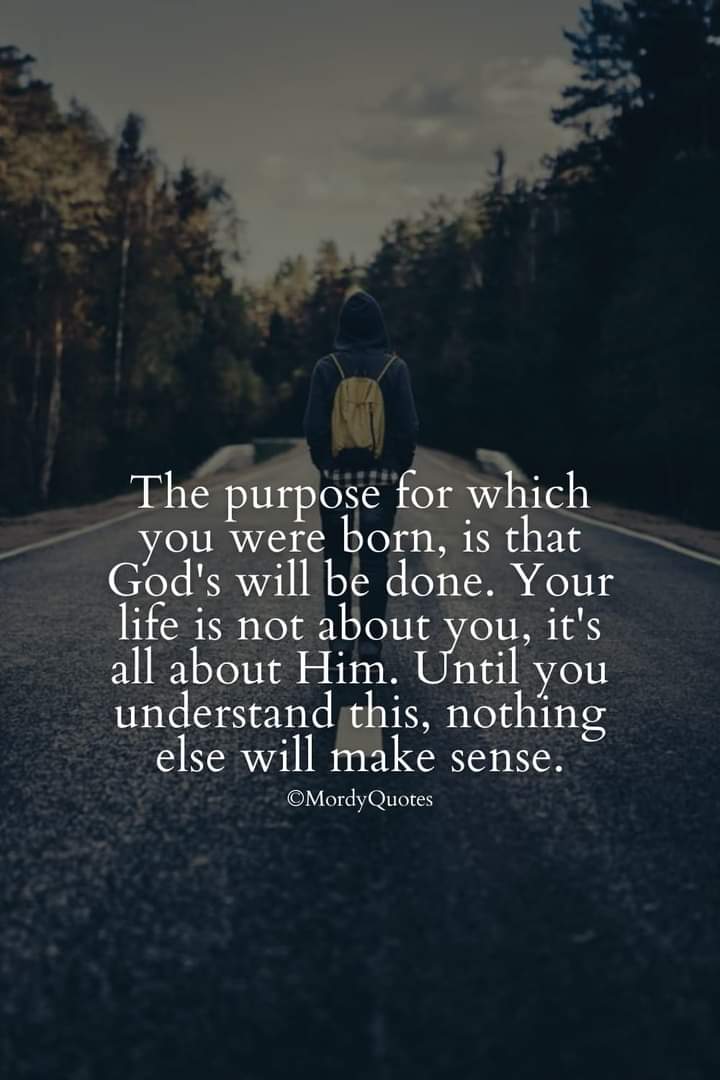 The purpose for which
you were born, is that
God's will be done. Your
life is not about you, it's
all about Him. Until you
understand this, nothing
else will make sense.
©MordyQuotes